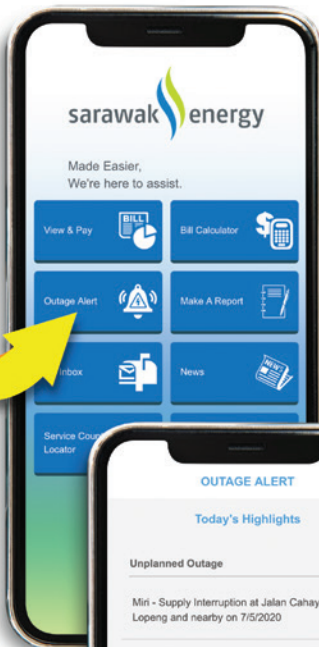 sarawak energy
Made Easier,
We're here to assist.
View & Pay
BILL
Bill Calculator
Outage Alert
Make A Report
Inbox
News
NEWS
Service Coun
Locator
OUTAGE ALERT
Today's Highlights
Unplanned Outage
Miri - Supply Interruption at Jalan Cahay
Lopeng and nearby on 7/5/2020